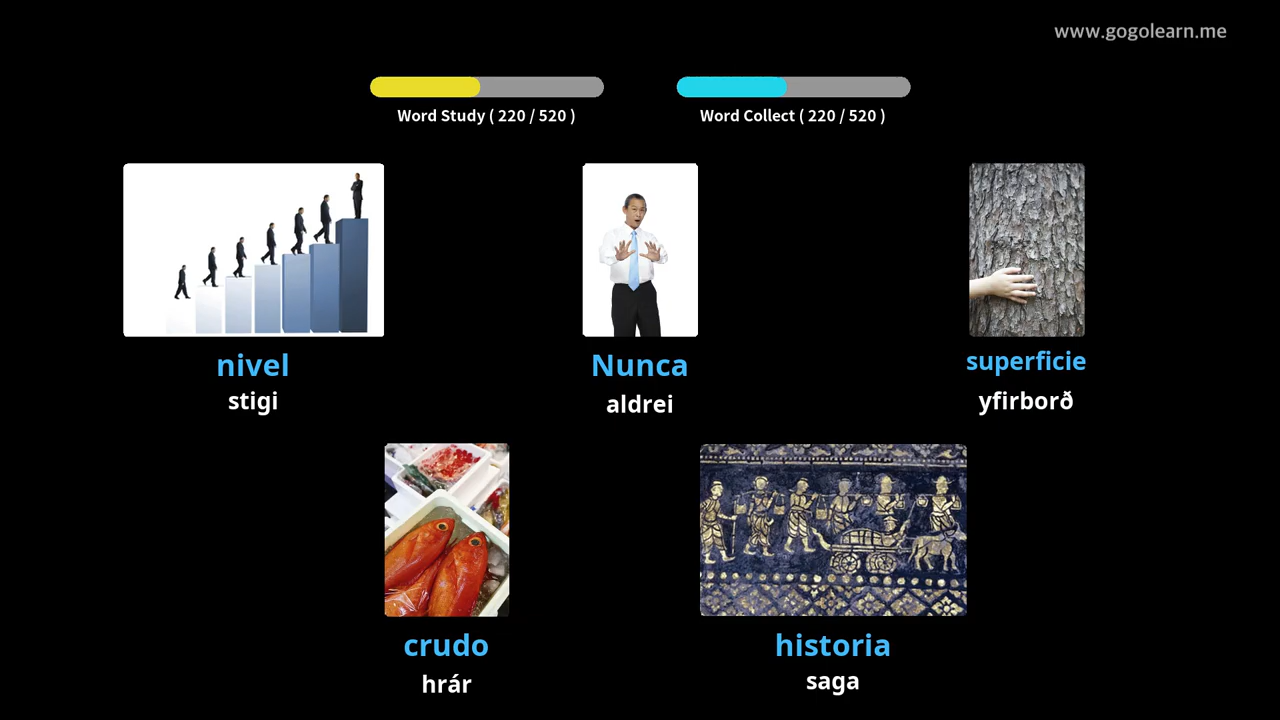 www.gogolearn.me
Word Study ( 220 / 520 )
Word Collect ( 220 / 520 )
nivel
stigi
Nunca
aldrei
superficie
yfirborð
crudo
hrár
historia
saga